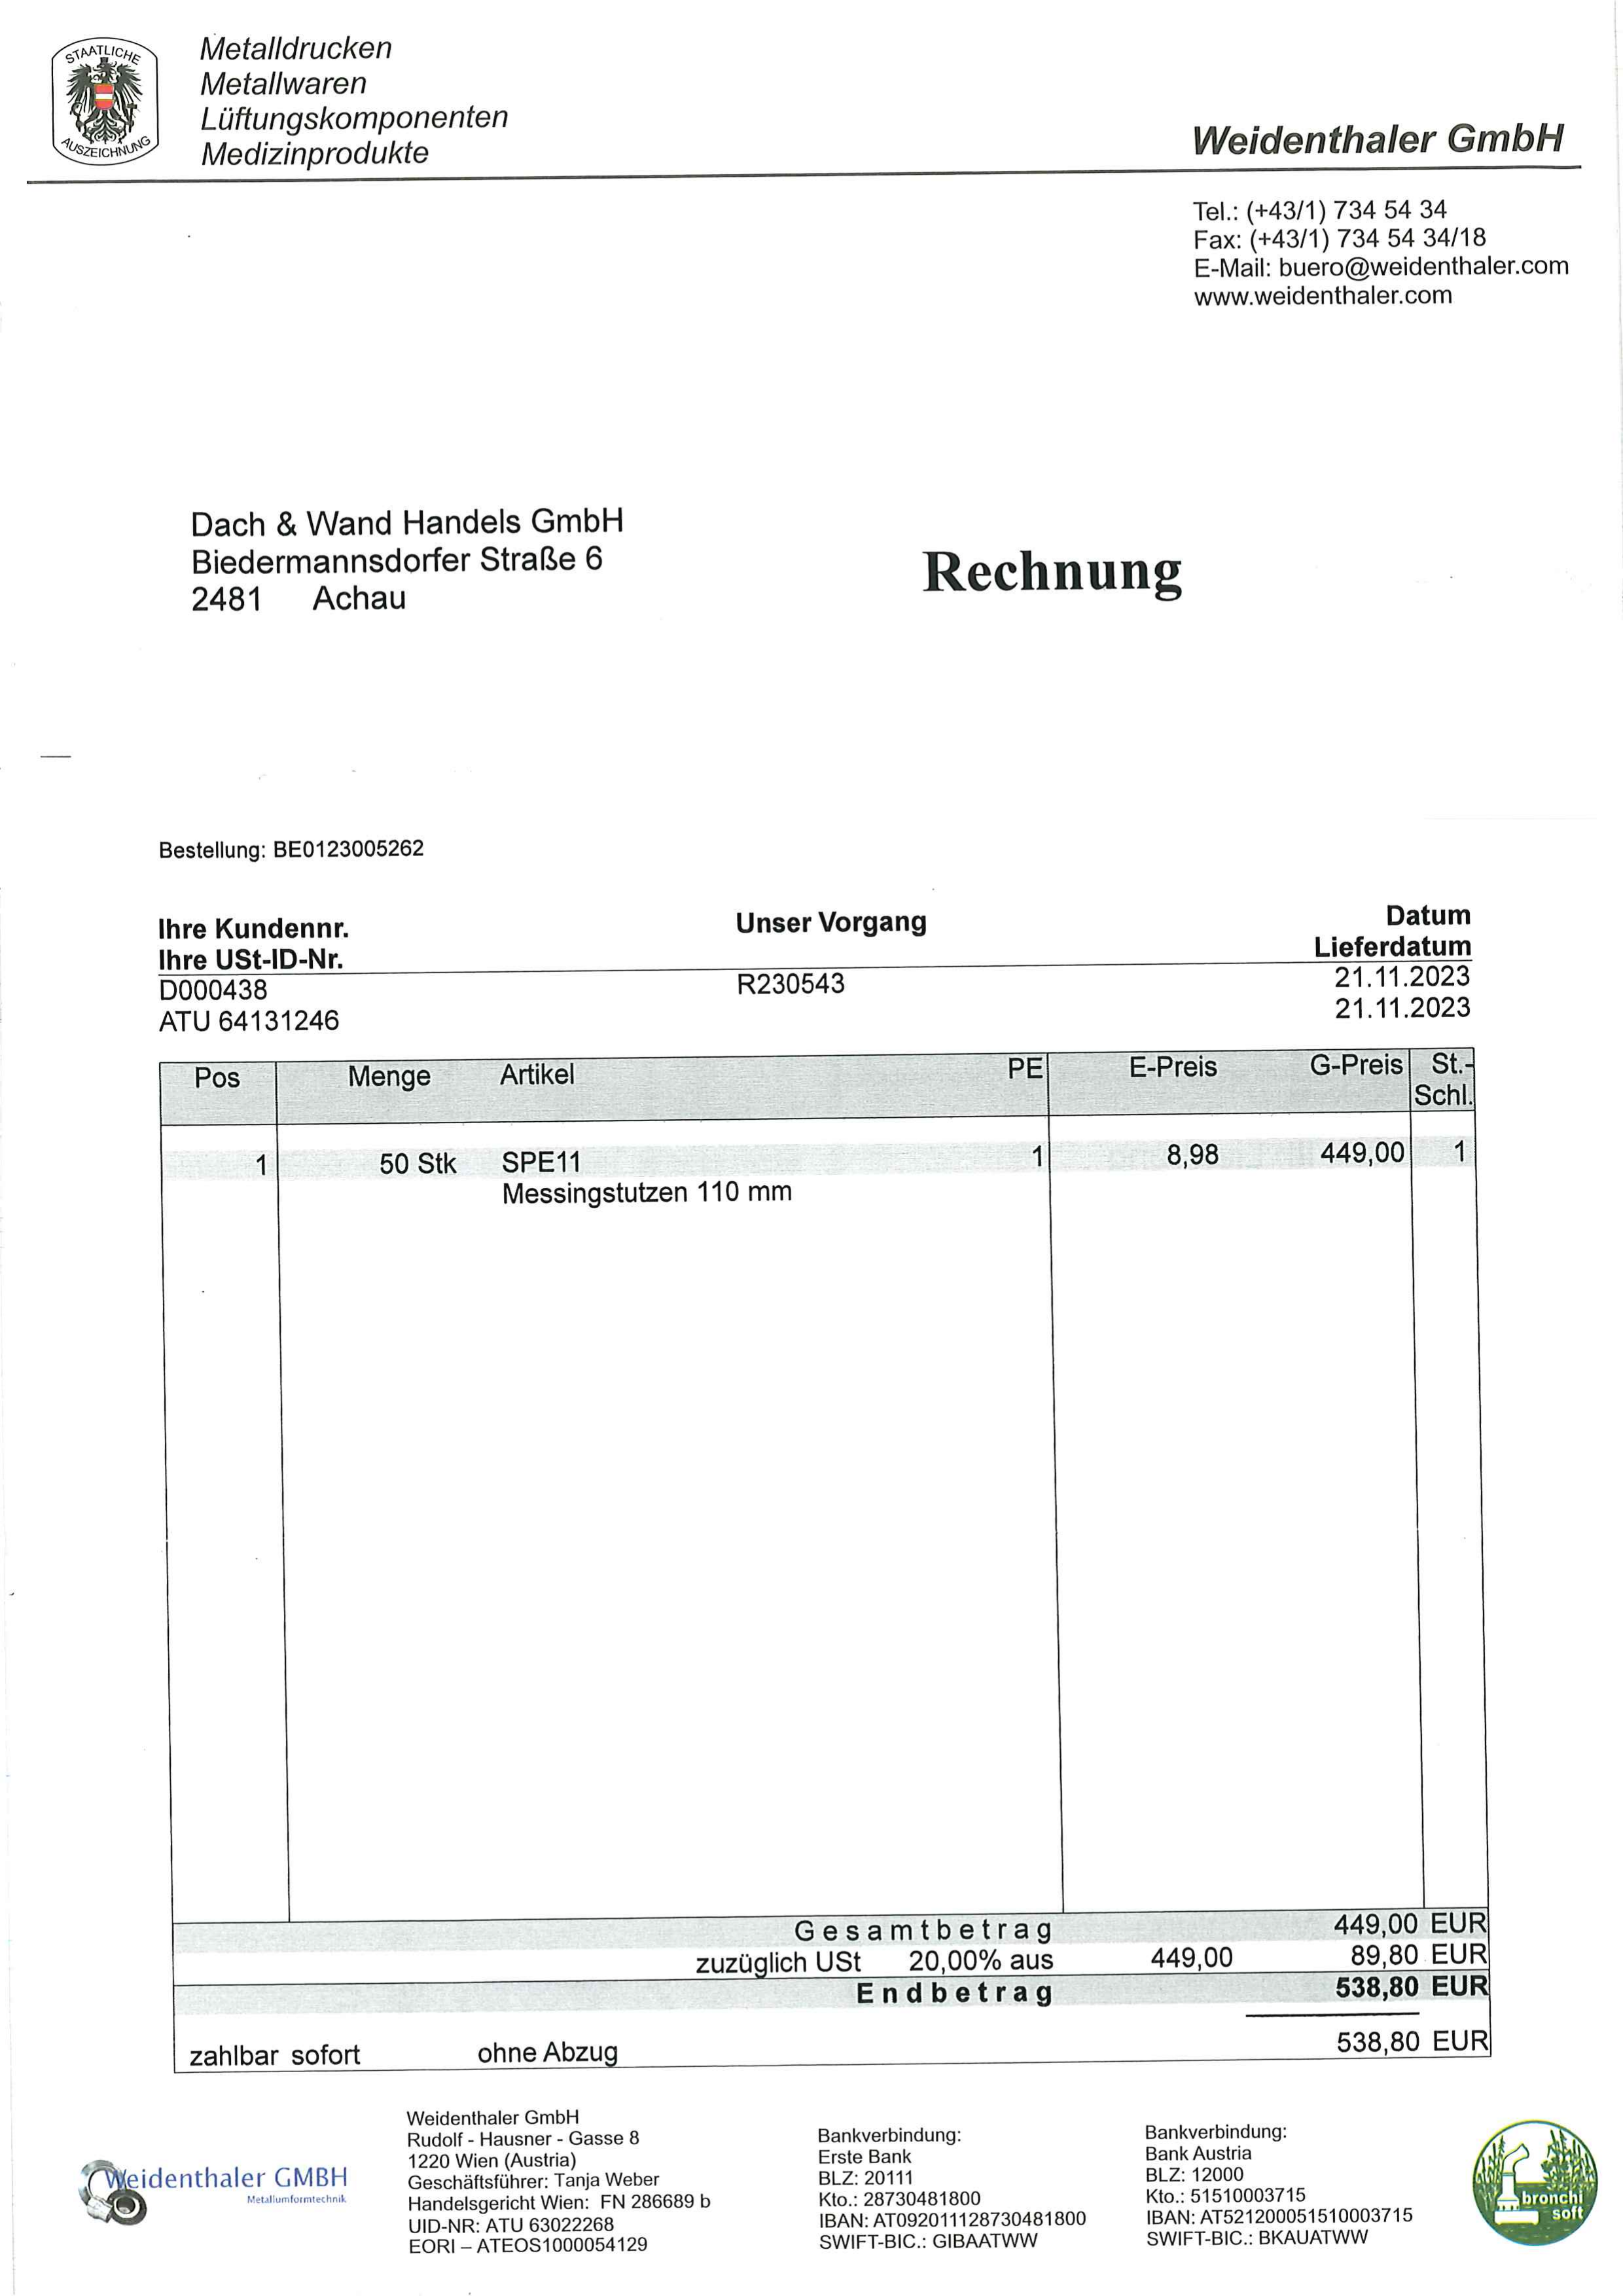 STAATLICHE
AUSZEICHNUNG
Metalldrucken
Metallwaren
Lüftungskomponenten
Medizinprodukte
Weidenthaler GmbH
Tel.: (+43/1) 734 54 34
Fax: (+43/1) 734 54 34/18
E-Mail: buero@weidenthaler.com
www.weidenthaler.com
Dach & Wand Handels GmbH
Biedermannsdorfer Straße 6
2481 Achau
Rechnung
Bestellung: BE0123005262
Ihre Kundennr. Unser Vorgang Datum
Ihre USt-ID-Nr. Lieferdatum
D000438 R230543 21.11.2023
ATU 64131246 21.11.2023
Pos Menge Artikel PE E-Preis G-Preis St.-
Schl.
1 50 Stk SPE11 1 8,98 449,00 1
Messingstutzen 110 mm
Gesamtbetrag 449,00 EUR
zuzüglich USt 20,00% aus 449,00 89,80 EUR
Endbetrag 538,80 EUR
zahlbar sofort ohne Abzug 538,80 EUR
Weidenthaler GMBH
Metallumformtechnik
Weidenthaler GmbH
Rudolf - Hausner - Gasse 8
1220 Wien (Austria)
Geschäftsführer: Tanja Weber
Handelsgericht Wien: FN 286689 b
UID-NR: ATU 63022268
EORI – ATEOS1000054129
Bankverbindung:
Erste Bank
BLZ: 20111
Kto.: 28730481800
IBAN: AT092011128730481800
SWIFT-BIC.: GIBAATWW
Bankverbindung:
Bank Austria
BLZ: 12000
Kto.: 51510003715
IBAN: AT521200051510003715
SWIFT-BIC.: BKAUATWW
bronchi
soft